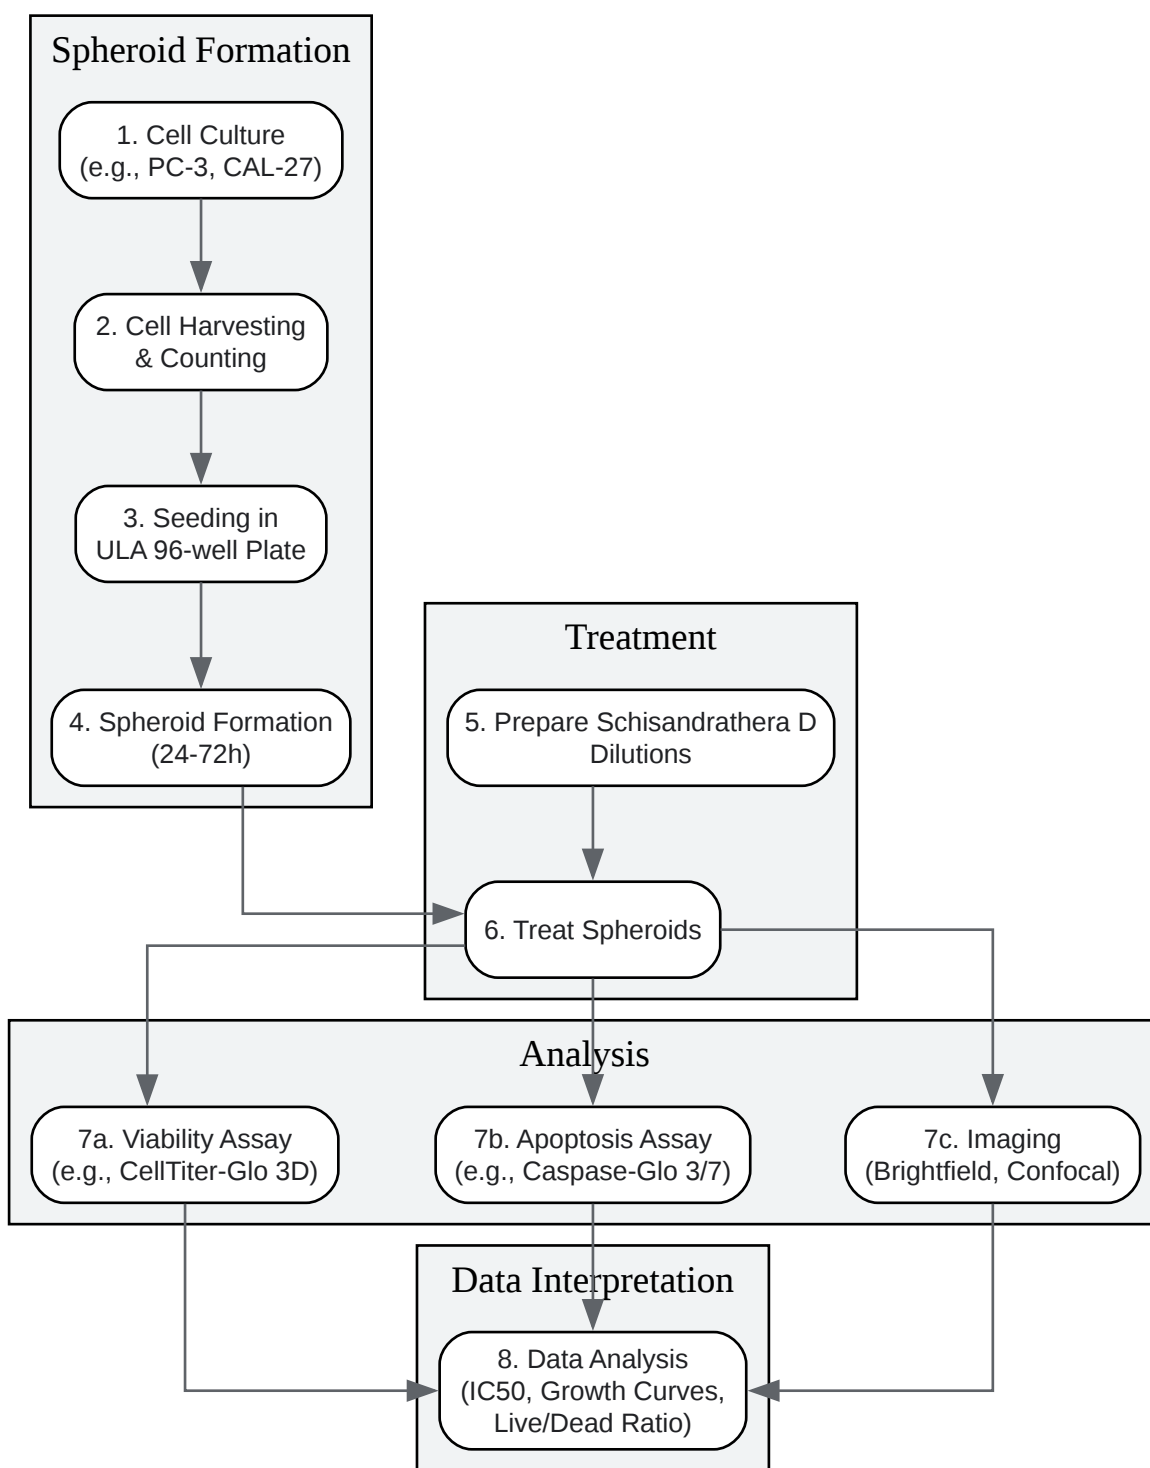 Spheroid Formation
1. Cell Culture
(e.g., PC-3, CAL-27)
2. Cell Harvesting
& Counting
3. Seeding in
ULA 96-well Plate
4. Spheroid Formation
(24-72h)
Treatment
5. Prepare Schisandrathera D
Dilutions
6. Treat Spheroids
Analysis
7a. Viability Assay
(e.g., CellTiter-Glo 3D)
7b. Apoptosis Assay
(e.g., Caspase-Glo 3/7)
7c. Imaging
(Brightfield, Confocal)
Data Interpretation
8. Data Analysis
(IC50, Growth Curves,
Live/Dead Ratio)